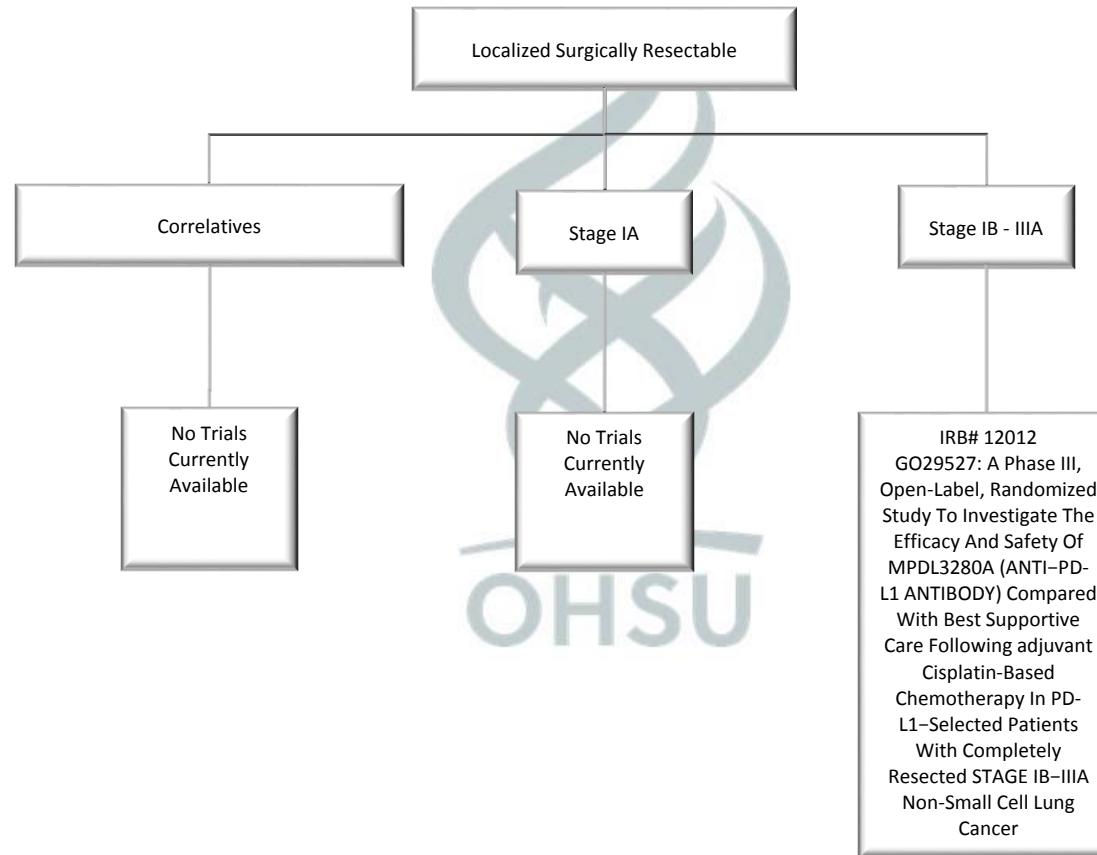 Localized Surgically Resectable
Correlatives
Stage IA
Stage IB - IIIA
No Trials
Currently
Available
No Trials
Currently
Available
IRB# 12012
GO29527: A Phase III,
Open-Label, Randomized
Study To Investigate The
Efficacy And Safety Of
MPDL3280A (ANTI−PD-
L1 ANTIBODY) Compared
With Best Supportive
Care Following adjuvant
Cisplatin-Based
Chemotherapy In PD-
L1−Selected Patients
With Completely
Resected STAGE IB−IIIA
Non-Small Cell Lung
Cancer
OHSU